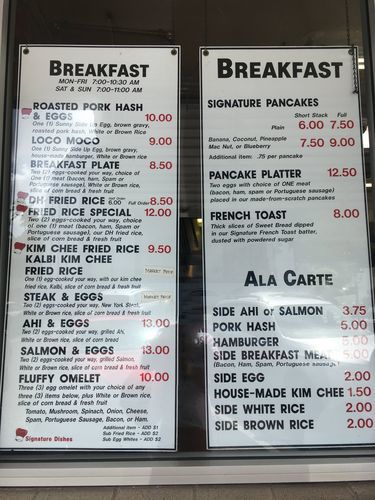 BREAKFAST
MON-FRI 7:00-10:30 AM
SAT & SUN 7:00-11:00 AM
ROASTED PORK HASH
& EGGS 10.00
One (1) Sunny Side Up Egg, brown gravy,
roasted pork hash, White or Brown Rice
LOCO MOCO 9.00
One (1) Sunny Side Up Egg, brown gravy,
house-made hamburger, White or Brown rice
BREAKFAST PLATE 8.50
Two (2) eggs-cooked your way, choice of
One (1) meat (bacon, ham, Spam or
Portuguese sausage), White or Brown rice,
slice of corn bread & fresh fruit
DH FRIED RICE 6.00 Full Order 8.50
FRIED RICE SPECIAL 12.00
Two (2) eggs-cooked your way, choice of
One (1) meat (bacon, ham, Spam, or
Portuguese sausage), our DH fried rice,
slice of corn bread & fresh fruit
KIM CHEE FRIED RICE 9.50
KALBI KIM CHEE
FRIED RICE MARKET PRICE
One (1) egg-cooked your way, with our kim chee
fried rice, Kalbi, slice of corn bread & fresh fruit
STEAK & EGGS MARKET PRICE
Two (2) eggs-cooked your way, New York Steak,
White or Brown rice, slice of corn bread & fresh fruit
AHI & EGGS 13.00
Two (2) eggs-cooked your way, grilled Ahi,
White or Brown rice, slice of corn bread
SALMON & EGGS 13.00
Two (2) eggs-cooked your way, grilled Salmon,
White or Brown rice, slice of corn bread & fresh fruit
FLUFFY OMELET 10.00
Three (3) egg omelet with your choice of any
three (3) items below, plus White or Brown rice,
slice of corn bread & fresh fruit
Tomato, Mushroom, Spinach, Onion, Cheese,
Spam, Portuguese Sausage, Bacon, or Ham.
Additional Item - ADD $1
Sub Fried Rice - ADD $2
Sub Egg Whites - ADD $2
Signature Dishes
BREAKFAST
SIGNATURE PANCAKES
Short Stack Full
Plain 6.00 7.50
Banana, Coconut, Pineapple
Mac Nut, or Blueberry 7.50 9.00
Additional item: .75 per pancake
PANCAKE PLATTER 12.50
Two eggs with choice of ONE meat
(bacon, ham, spam or Portuguese sausage)
placed in our made-from-scratch pancakes
FRENCH TOAST 8.00
Thick slices of Sweet Bread dipped
in our Signature French Toast batter,
dusted with powdered sugar
ALA CARTE
SIDE AHI or SALMON 3.75
PORK HASH 5.00
HAMBURGER 5.00
SIDE BREAKFAST MEAT 5.00
(Bacon, Ham, Spam, Portuguese sausage)
SIDE EGG 2.00
HOUSE-MADE KIM CHEE 1.50
SIDE WHITE RICE 2.00
SIDE BROWN RICE 2.00